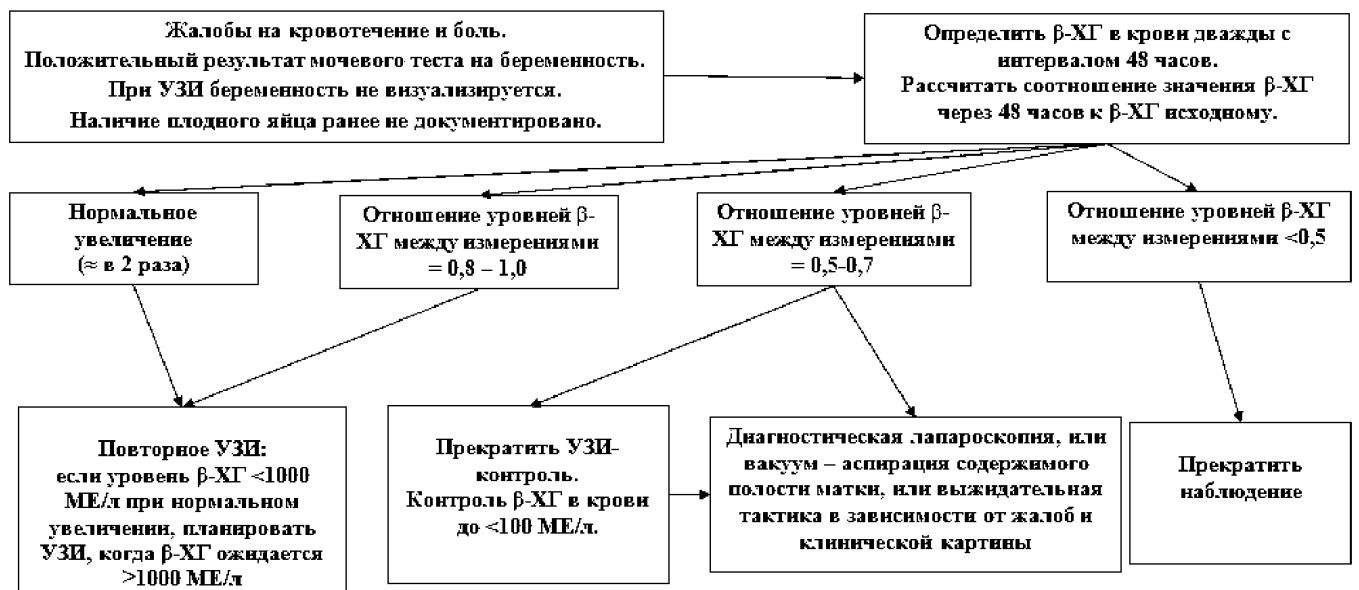 Жалобы на кровотечение и боль.
Положительный результат мочевого теста на беременность.
При УЗИ беременность не визуализируется.
Наличие плодного яйца ранее не документировано.
Определить β-ХГ в крови дважды с
интервалом 48 часов.
Рассчитать соотношение значения β-ХГ
через 48 часов к β-ХГ исходному.
Нормальное
увеличение
(≈ в 2 раза)
Отношение уровней β-
ХГ между измерениями
= 0,8 – 1,0
Отношение уровней β-
ХГ между измерениями
= 0,5-0,7
Отношение уровней β-ХГ
между измерениями <0,5
Повторное УЗИ:
если уровень β-ХГ <1000
МЕ/л при нормальном
увеличении, планировать
УЗИ, когда β-ХГ ожидается
>1000 МЕ/л
Прекратить УЗИ-
контроль.
Контроль β-ХГ в крови
до <100 МЕ/л.
Диагностическая лапароскопия, или
вакуум – аспирация содержимого
полости матки, или выжидательная
тактика в зависимости от жалоб и
клинической картины
Прекратить
наблюдение